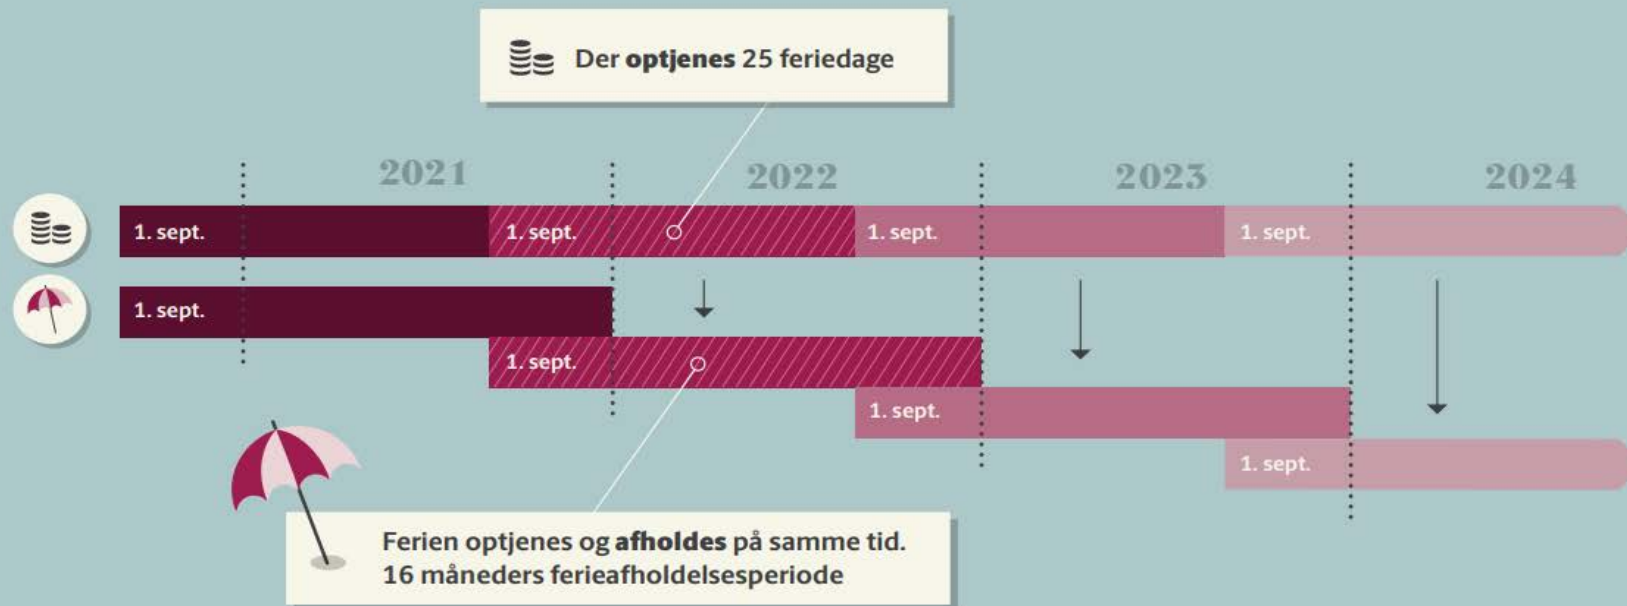 Der optjenes 25 feriedage
2021
2022
2023
2024
1. sept.
1. sept.
1. sept.
1. sept.
1. sept.
1. sept.
1. sept.
1. sept.
Ferien optjenes og afholdes på samme tid.
16 måneders ferieafholdelsesperiode